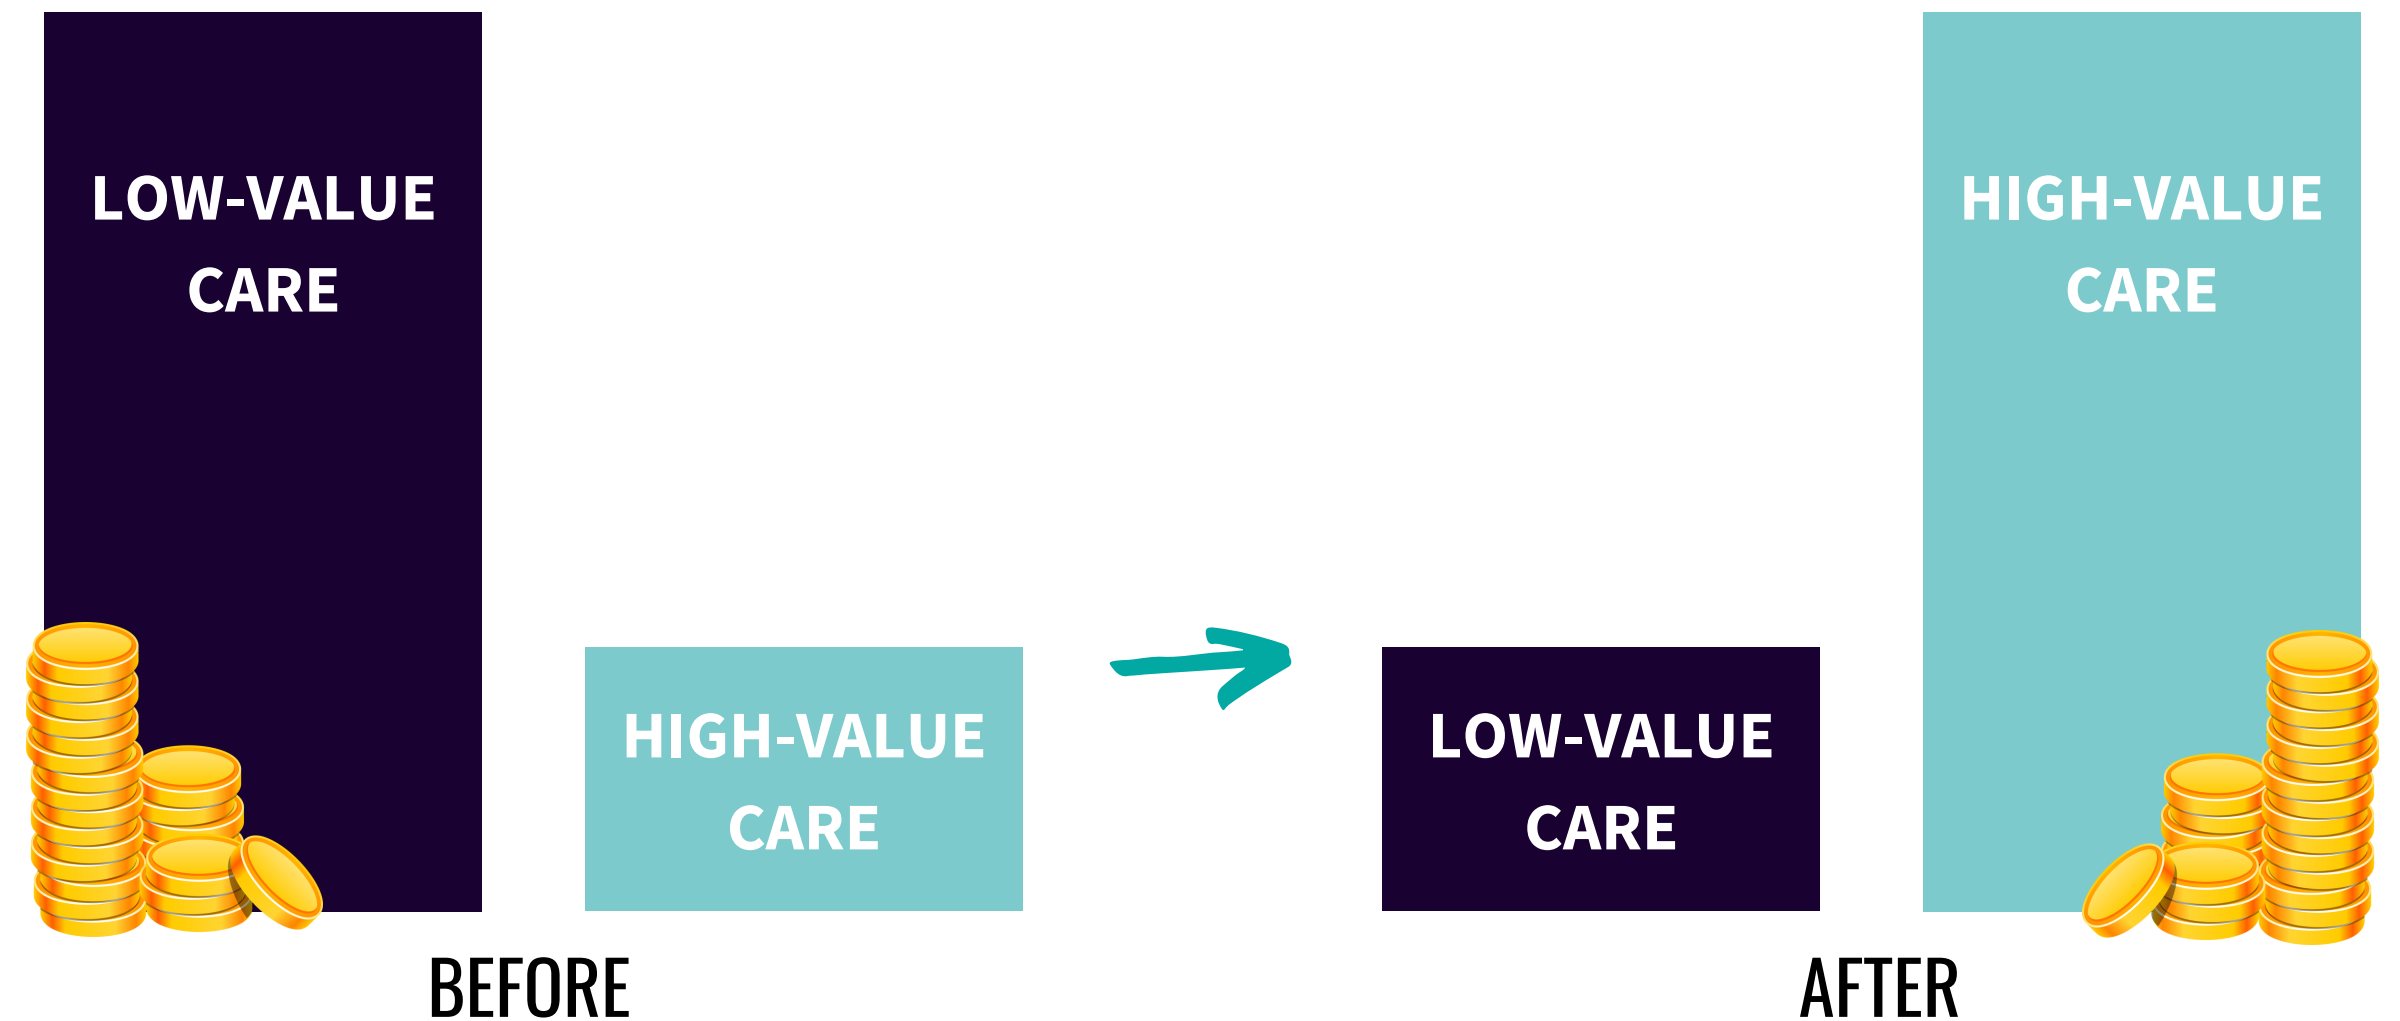 LOW-VALUE
CARE
HIGH-VALUE
CARE
BEFORE
LOW-VALUE
CARE
HIGH-VALUE
CARE
AFTER